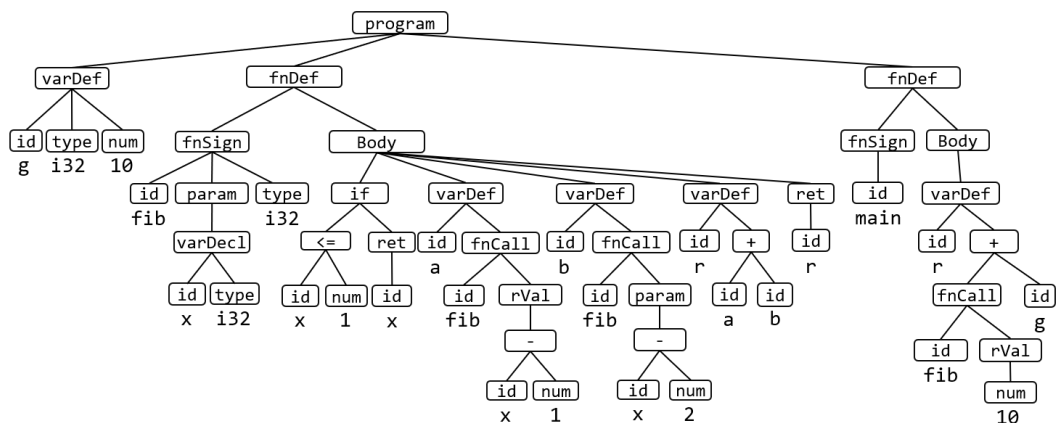 program
varDef fnDef fnDef
id type num fnSign Body fnSign Body
g i32 10
id param type if varDef varDef varDef ret id varDef
fib i32 main
varDecl <= ret id fnCall id fnCall id + id id +
a b r r r
id type id num id id rVal id param id id fnCall id
x i32 x 1 x fib fib a b g
- - id rVal
fib
id num id num num
x 1 x 2 10